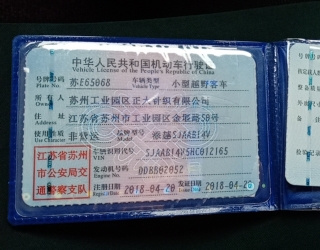 中华人民共和国机动车行驶证
Vehicle License of the People's Republic of China
号牌号码 苏E65068 车辆类型 小型越野客车
Plate No. Vehicle Type
所有人 苏州工业园区正大针织有限公司
Owner
住址 江苏省苏州市工业园区金陵路58号
Address
使用性质 非营运 品牌型号
Use Character Model SJAAB14V
江苏省苏州
市公安局交
通警察支队
车辆识别代号 SJAAB14V5HC012165
VIN
发动机号码 DDBB02052
Engine No.
注册日期 2018-04-20 发证日期 2018-04-20